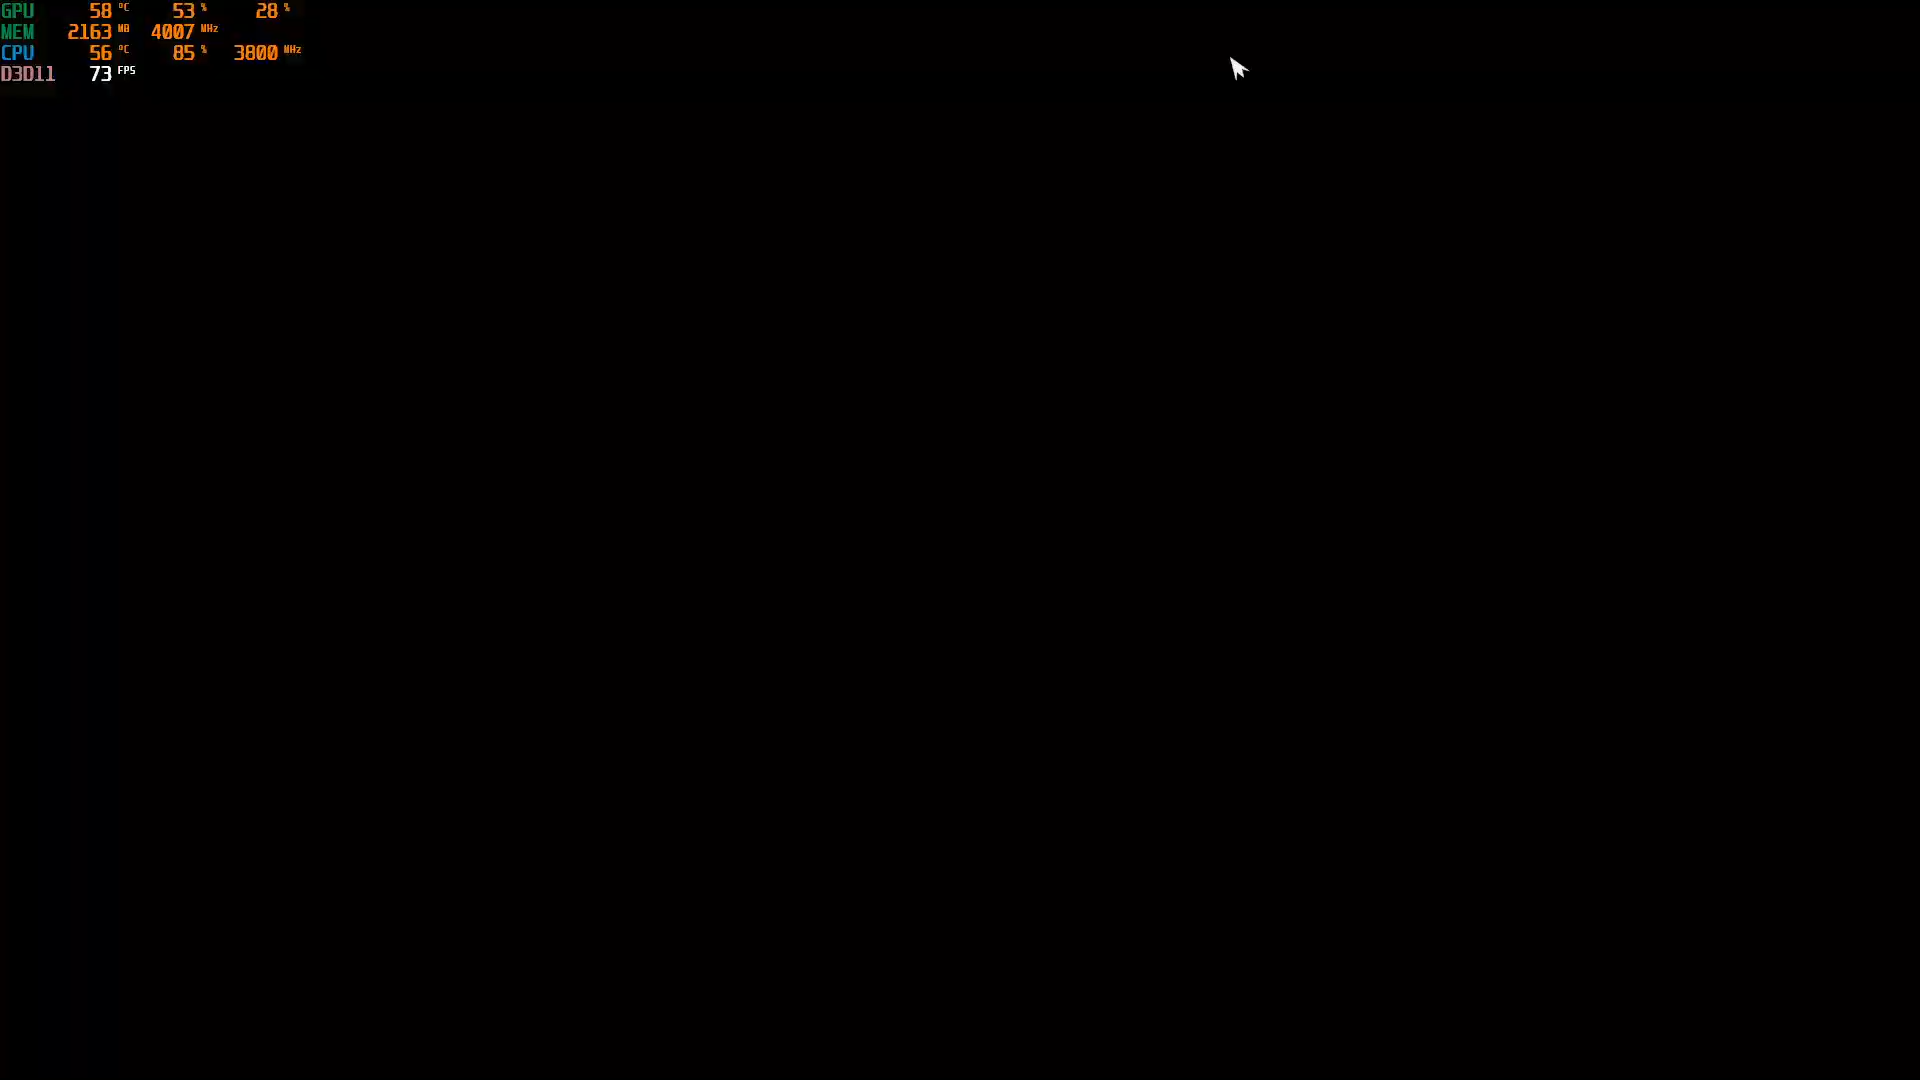 GPU 58 °C 53 % 28 %
MEM 2163 MB 4007 MHz
CPU 56 °C 85 % 3800 MHz
D3D11 73 FPS